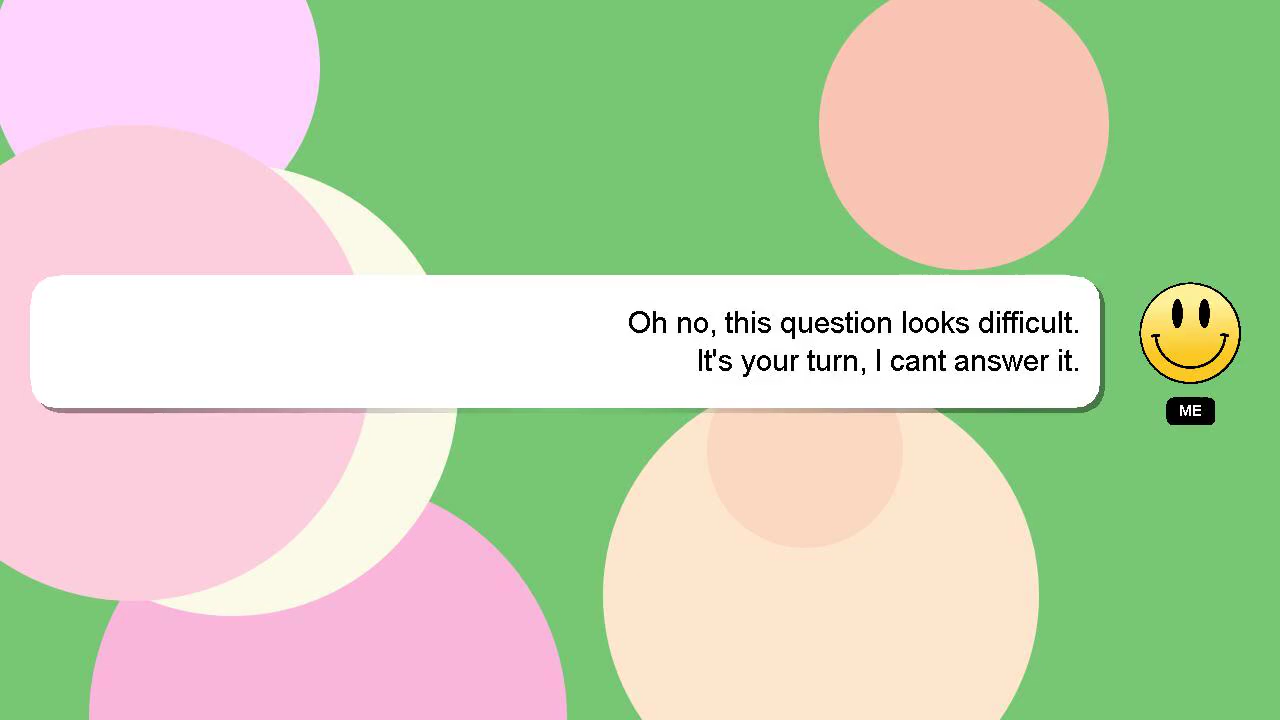 Oh no, this question looks difficult.
It's your turn, I cant answer it.
ME